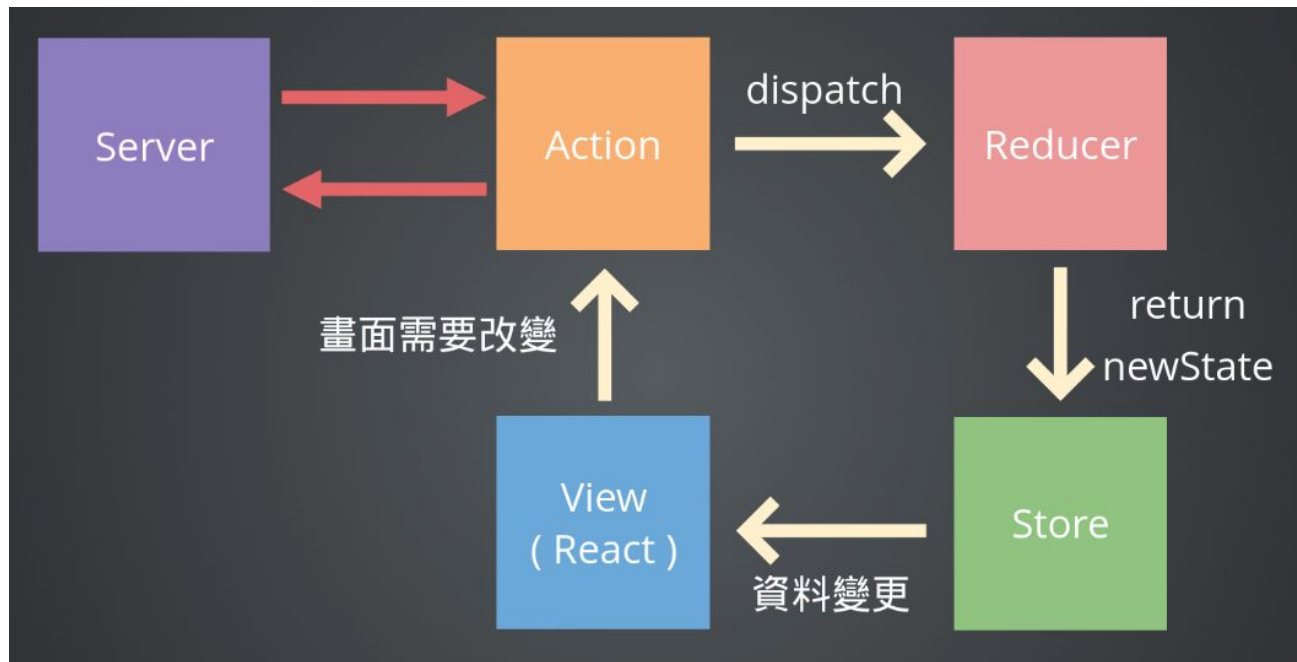 Server
Action
dispatch
Reducer
畫面需要改變
return
newState
View
( React )
資料變更
Store